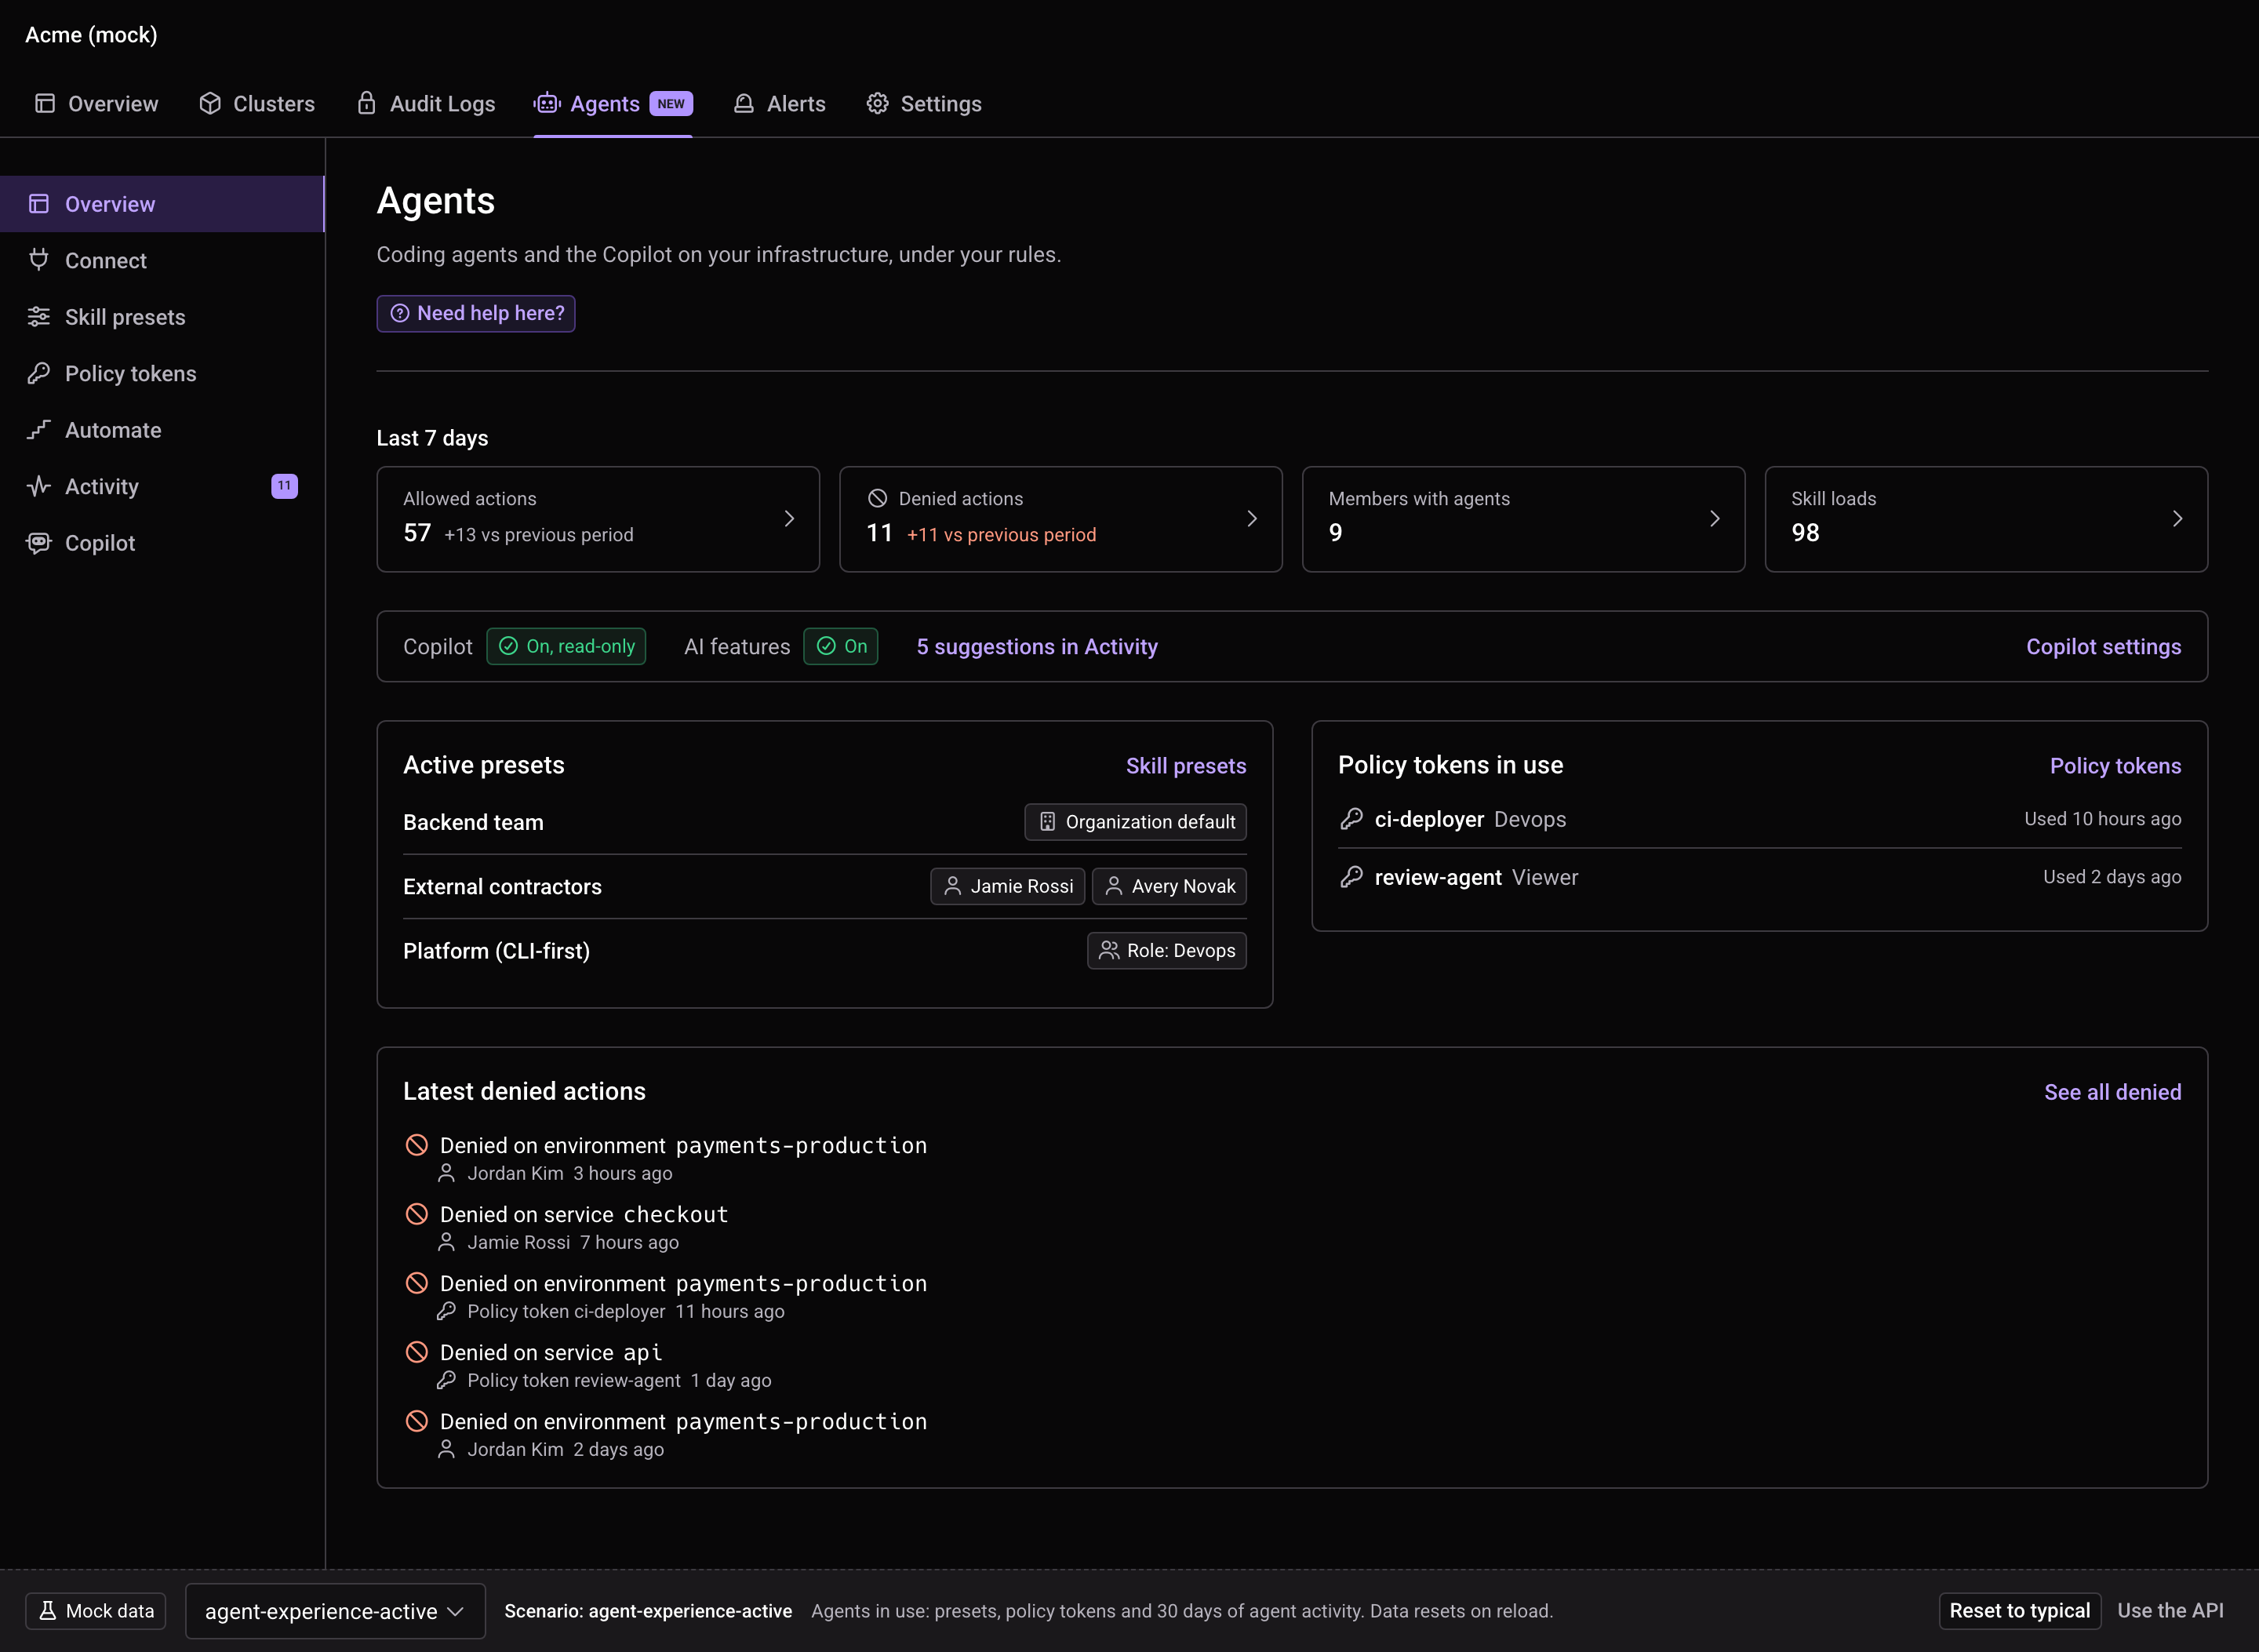 Acme (mock)
Overview
Clusters
Audit Logs
Agents NEW
Alerts
Settings
Overview
Connect
Skill presets
Policy tokens
Automate
Activity 11
Copilot
Agents
Coding agents and the Copilot on your infrastructure, under your rules.
Need help here?
Last 7 days
Allowed actions
57 +13 vs previous period
Denied actions
11 +11 vs previous period
Members with agents
9
Skill loads
98
Copilot On, read-only AI features On 5 suggestions in Activity Copilot settings
Active presets Skill presets
Backend team Organization default
External contractors Jamie Rossi Avery Novak
Platform (CLI-first) Role: Devops
Policy tokens in use Policy tokens
ci-deployer Devops Used 10 hours ago
review-agent Viewer Used 2 days ago
Latest denied actions See all denied
Denied on environment payments-production
Jordan Kim 3 hours ago
Denied on service checkout
Jamie Rossi 7 hours ago
Denied on environment payments-production
Policy token ci-deployer 11 hours ago
Denied on service api
Policy token review-agent 1 day ago
Denied on environment payments-production
Jordan Kim 2 days ago
Mock data agent-experience-active Scenario: agent-experience-active Agents in use: presets, policy tokens and 30 days of agent activity. Data resets on reload. Reset to typical Use the API